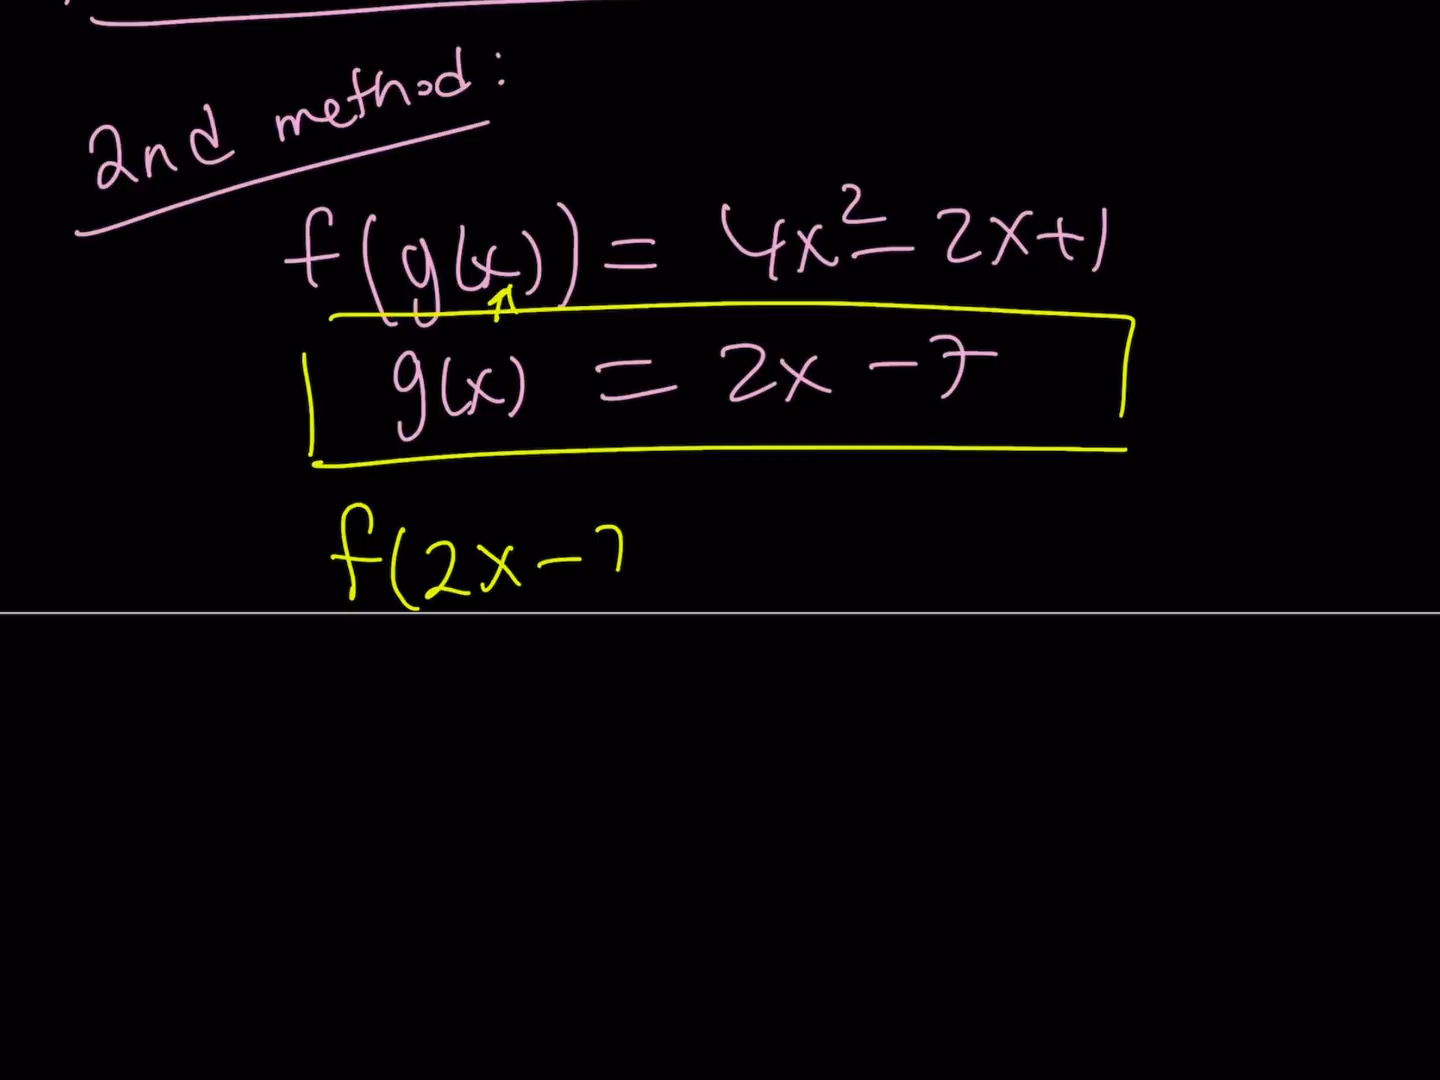 2nd method:
f(g(x)) = 4x² - 2x + 1
g(x) = 2x - 7
f(2x - 7